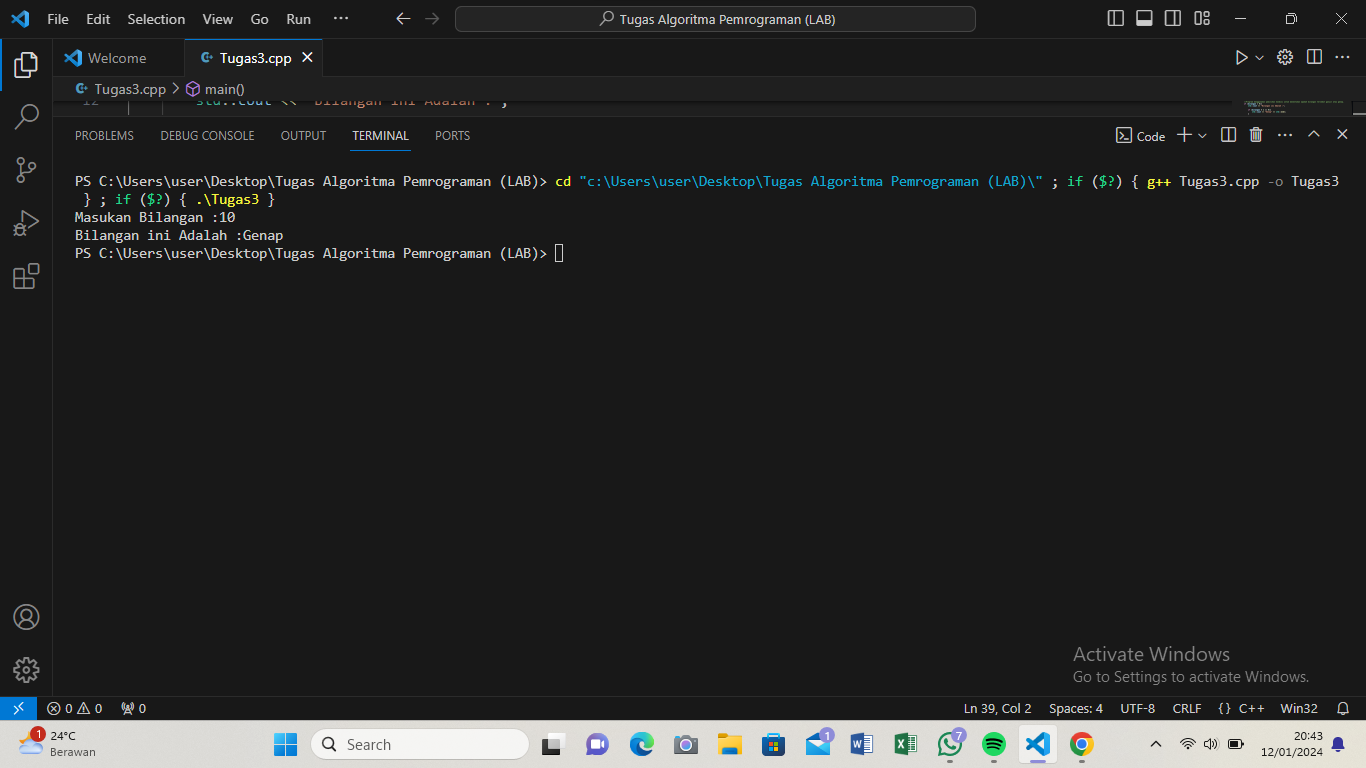 File Edit Selection View Go Run ···
Tugas Algoritma Pemrograman (LAB)
Welcome
Tugas3.cpp
Tugas3.cpp > main()
12 std::cout << "Bilangan ini Adalah :";
PROBLEMS DEBUG CONSOLE OUTPUT TERMINAL PORTS
Code
PS C:\Users\user\Desktop\Tugas Algoritma Pemrograman (LAB)> cd "c:\Users\user\Desktop\Tugas Algoritma Pemrograman (LAB)\" ; if ($?) { g++ Tugas3.cpp -o Tugas3
} ; if ($?) { .\Tugas3 }
Masukan Bilangan :10
Bilangan ini Adalah :Genap
PS C:\Users\user\Desktop\Tugas Algoritma Pemrograman (LAB)>
Activate Windows
Go to Settings to activate Windows.
0 0 0
Ln 39, Col 2 Spaces: 4 UTF-8 CRLF {} C++ Win32
1
24°C
Berawan
Search
1
7
20:43
12/01/2024